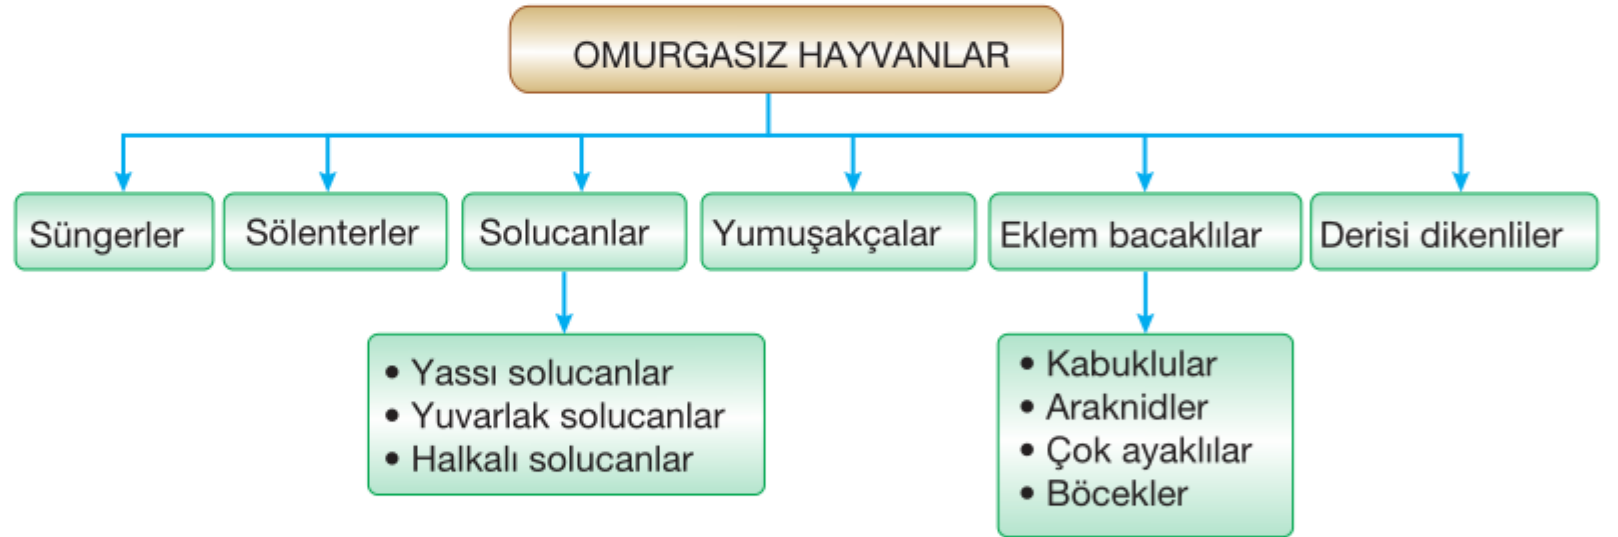 OMURGASIZ HAYVANLAR
Süngerler
Sölenterler
Solucanlar
Yumuşakçalar
Eklem bacaklılar
Derisi dikenliler
• Yassı solucanlar
• Yuvarlak solucanlar
• Halkalı solucanlar
• Kabuklular
• Araknidler
• Çok ayaklılar
• Böcekler